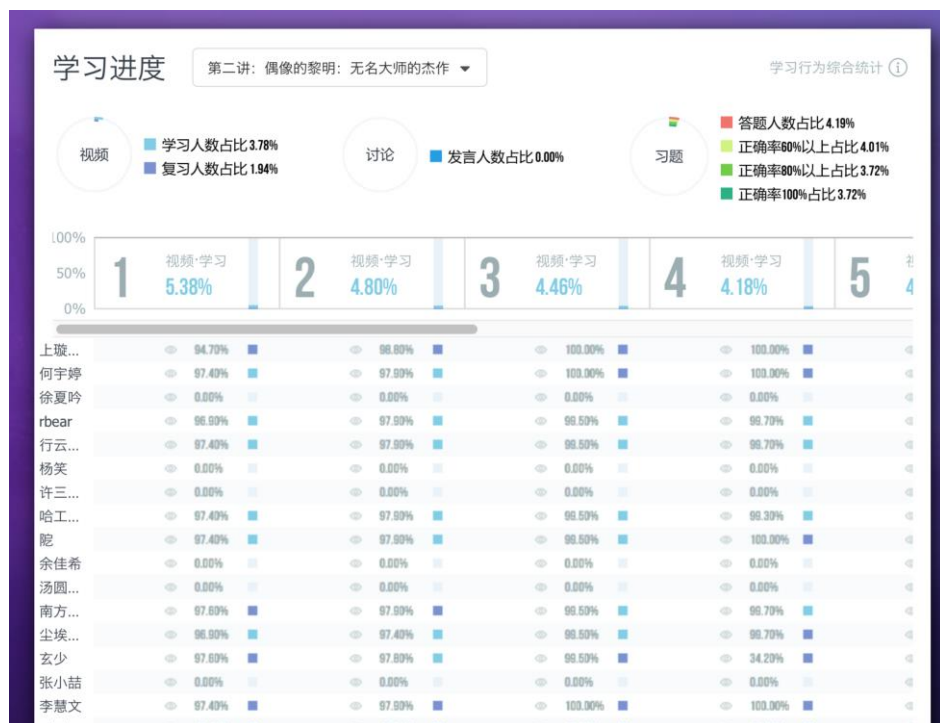 学习进度
第二讲：偶像的黎明：无名大师的杰作
学习行为综合统计
视频
学习人数占比3.78%
复习人数占比1.94%
讨论
发言人数占比0.00%
习题
答题人数占比4.19%
正确率60%以上占比4.01%
正确率80%以上占比3.72%
正确率100%占比3.72%
100%
50%
0%
1 视频·学习 5.38%
2 视频·学习 4.80%
3 视频·学习 4.46%
4 视频·学习 4.18%
5
上璇... 94.70% 98.80% 100.00% 100.00%
何宇婷 97.40% 97.90% 100.00% 100.00%
徐夏吟 0.00% 0.00% 0.00% 0.00%
rbear 96.90% 97.90% 99.50% 99.70%
行云... 97.40% 97.90% 99.50% 99.70%
杨笑 0.00% 0.00% 0.00% 0.00%
许三... 0.00% 0.00% 0.00% 0.00%
哈工... 97.40% 97.90% 99.50% 99.30%
陀 97.40% 97.90% 99.50% 100.00%
余佳希 0.00% 0.00% 0.00% 0.00%
汤圆... 0.00% 0.00% 0.00% 0.00%
南方... 97.60% 97.90% 99.50% 99.70%
尘埃... 96.90% 97.40% 99.50% 99.70%
玄少 97.60% 97.80% 99.50% 34.20%
张小喆 0.00% 0.00% 0.00% 0.00%
李慧文 97.40% 97.90% 100.00% 100.00%